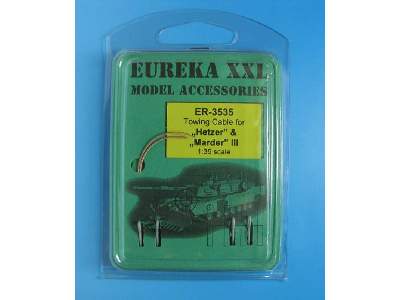 EUREKA XXL
MODEL ACCESSORIES
ER-3535
Towing Cable for
„Hetzer" &
„Marder" III
1:35 scale